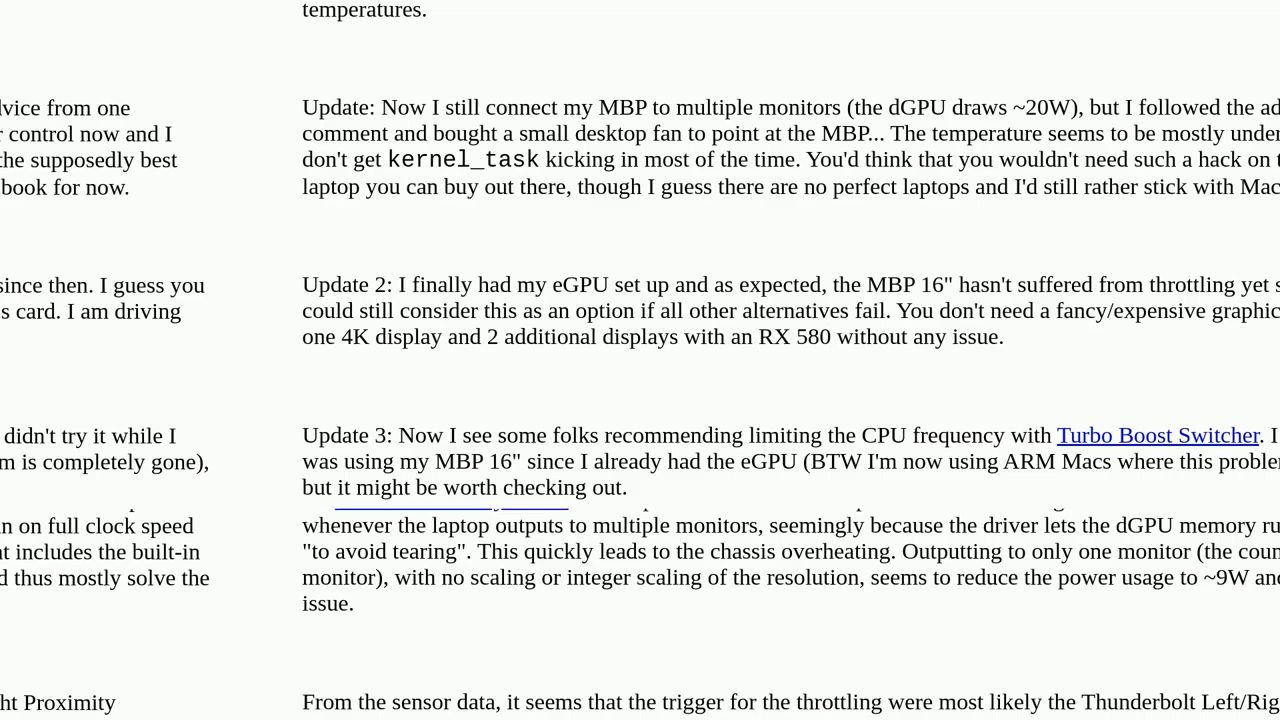 temperatures.
dvice from one
r control now and I
the supposedly best
book for now.
Update: Now I still connect my MBP to multiple monitors (the dGPU draws ~20W), but I followed the ad
comment and bought a small desktop fan to point at the MBP... The temperature seems to be mostly under
don't get kernel_task kicking in most of the time. You'd think that you wouldn't need such a hack on t
laptop you can buy out there, though I guess there are no perfect laptops and I'd still rather stick with Mac
since then. I guess you
s card. I am driving
Update 2: I finally had my eGPU set up and as expected, the MBP 16" hasn't suffered from throttling yet s
could still consider this as an option if all other alternatives fail. You don't need a fancy/expensive graphic
one 4K display and 2 additional displays with an RX 580 without any issue.
didn't try it while I
m is completely gone),
Update 3: Now I see some folks recommending limiting the CPU frequency with Turbo Boost Switcher. I
was using my MBP 16" since I already had the eGPU (BTW I'm now using ARM Macs where this proble
but it might be worth checking out.
n on full clock speed
t includes the built-in
d thus mostly solve the
whenever the laptop outputs to multiple monitors, seemingly because the driver lets the dGPU memory ru
"to avoid tearing". This quickly leads to the chassis overheating. Outputting to only one monitor (the coun
monitor), with no scaling or integer scaling of the resolution, seems to reduce the power usage to ~9W and
issue.
ht Proximity
From the sensor data, it seems that the trigger for the throttling were most likely the Thunderbolt Left/Rig